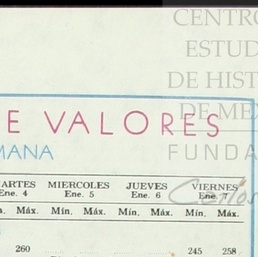 CENTRO
ESTUD
DE HIST
DE MÉX
FUNDA
E VALORES
MANA
ARTES MIERCOLES JUEVES VIERNES
Ene. 4 Ene. 5 Ene. 6 Ene. 7
n. Máx. Mín. Máx. Mín. Máx. Mín. Máx.
260 245 258